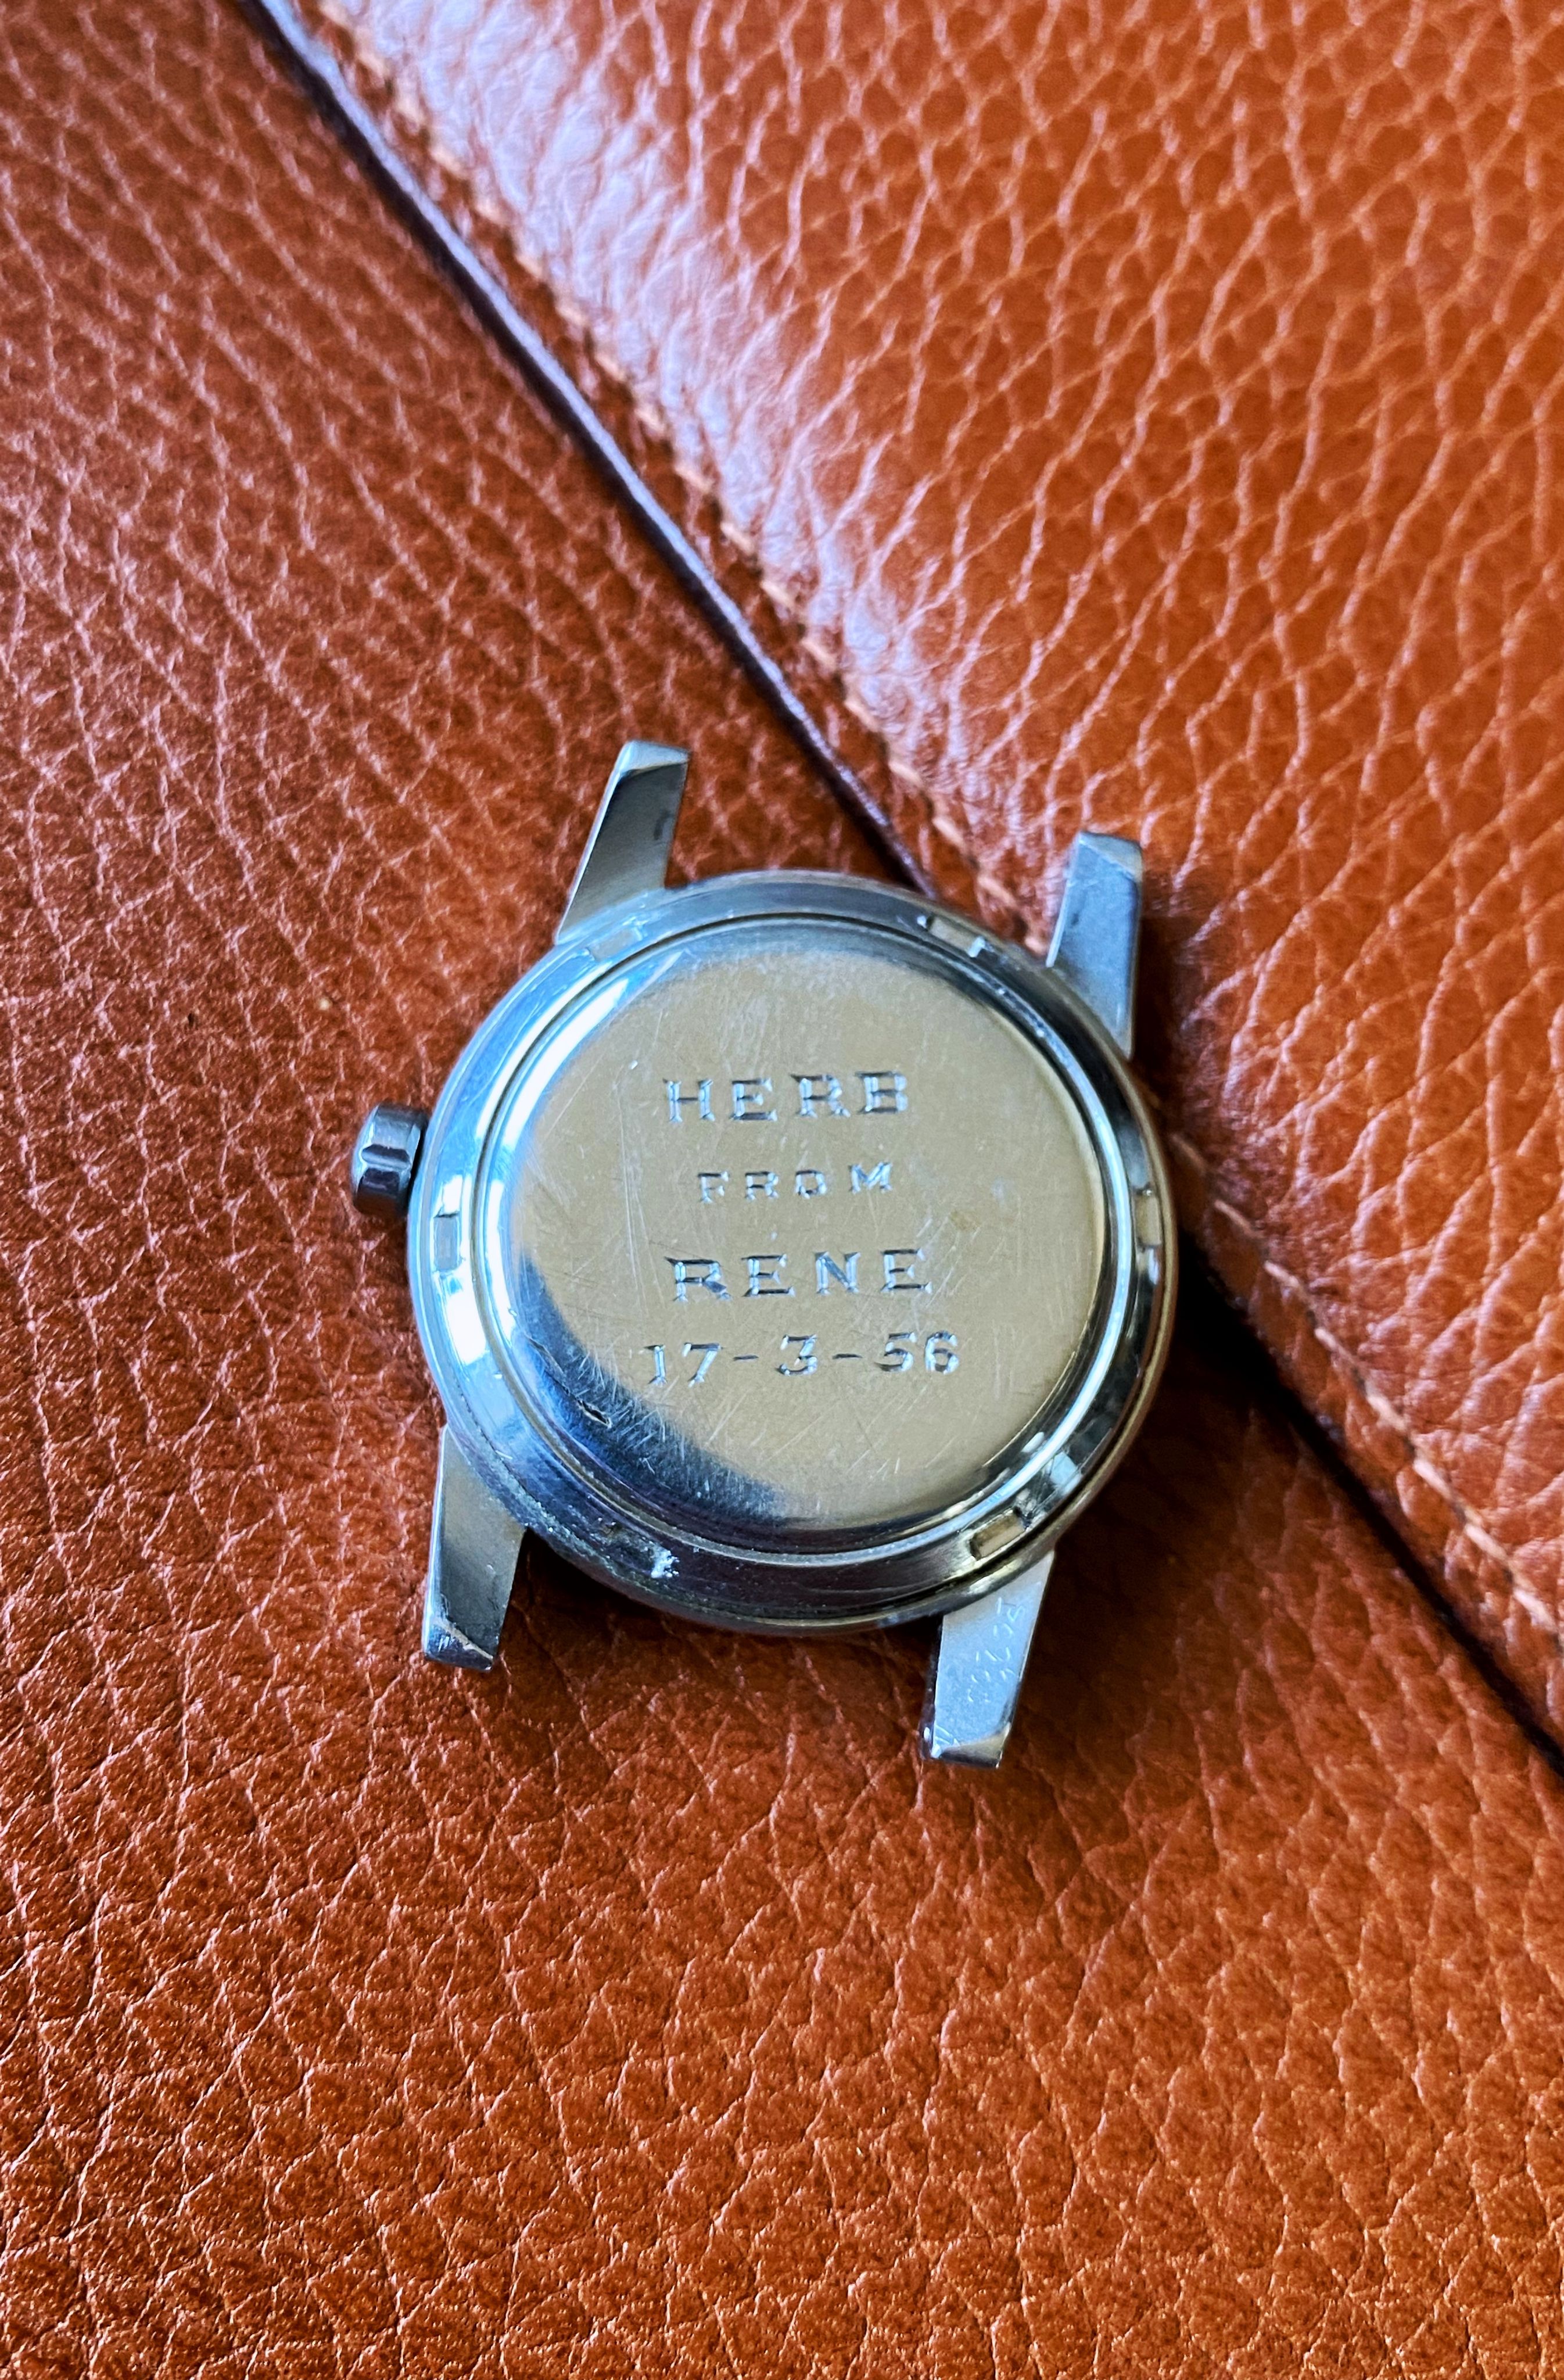 HERB
FROM
RENE
17-3-56